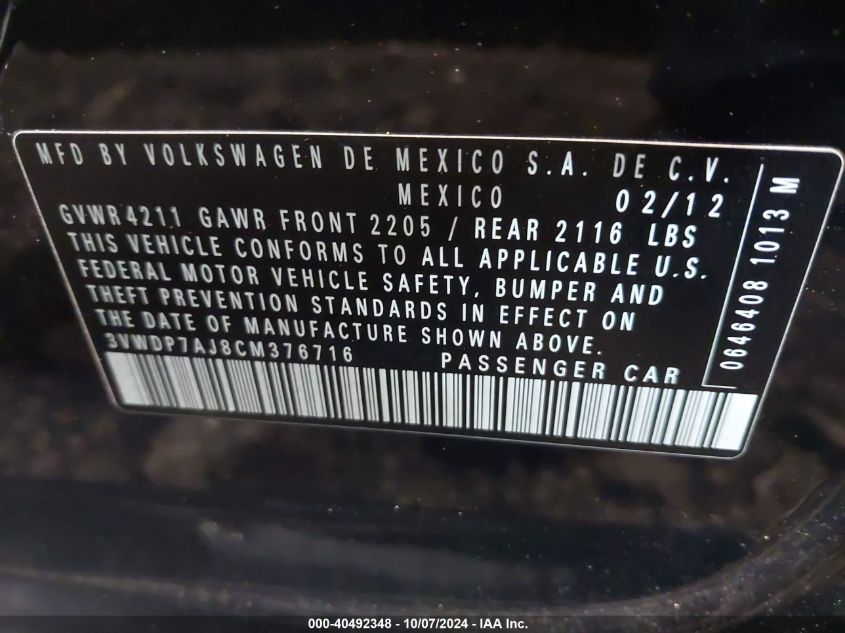 MFD BY VOLKSWAGEN DE MEXICO S.A. DE C.V.
MEXICO 02/12
GVWR 4211 GAWR FRONT 2205 / REAR 2116 LBS
THIS VEHICLE CONFORMS TO ALL APPLICABLE U.S.
FEDERAL MOTOR VEHICLE SAFETY, BUMPER AND
THEFT PREVENTION STANDARDS IN EFFECT ON
THE DATE OF MANUFACTURE SHOWN ABOVE.
3VWDP7AJ8CM376716 PASSENGER CAR
0646408 1013 M
000-40492348 - 10/07/2024 - IAA Inc.